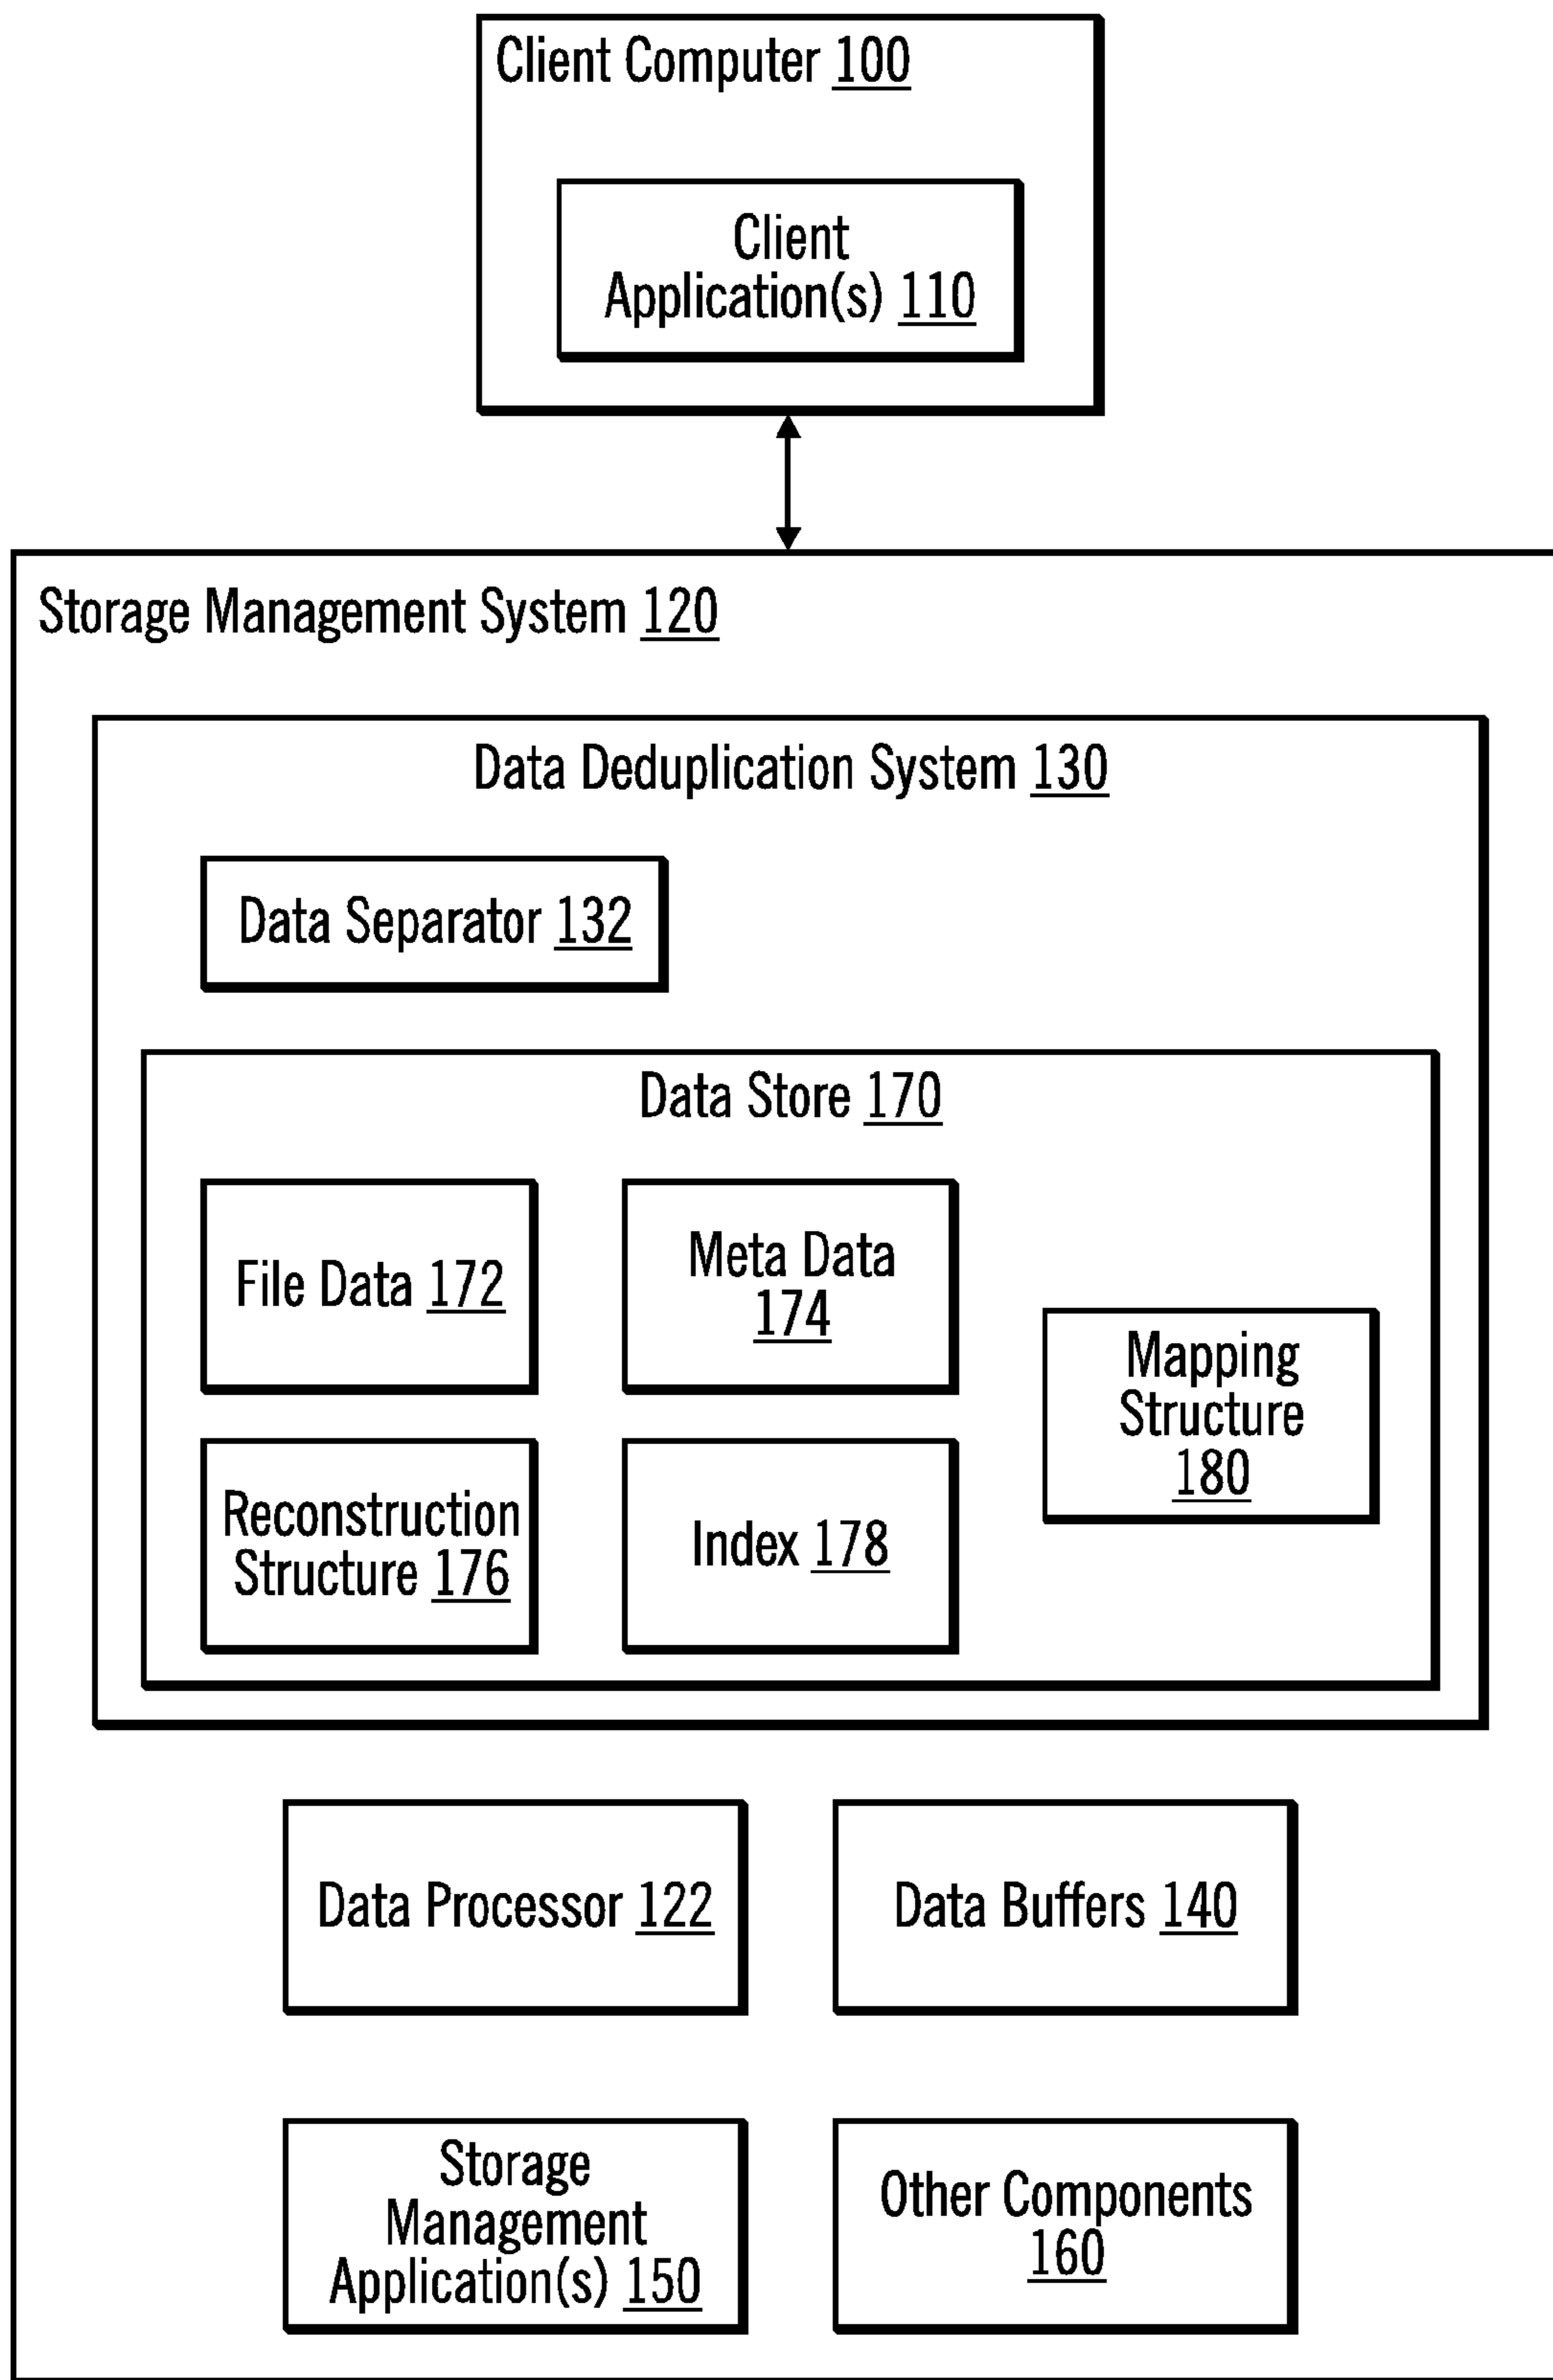 Client Computer 100
Client
Application(s) 110
Storage Management System 120
Data Deduplication System 130
Data Separator 132
Data Store 170
File Data 172
Meta Data
174
Mapping
Structure
180
Reconstruction
Structure 176
Index 178
Data Processor 122
Data Buffers 140
Storage
Management
Application(s) 150
Other Components
160